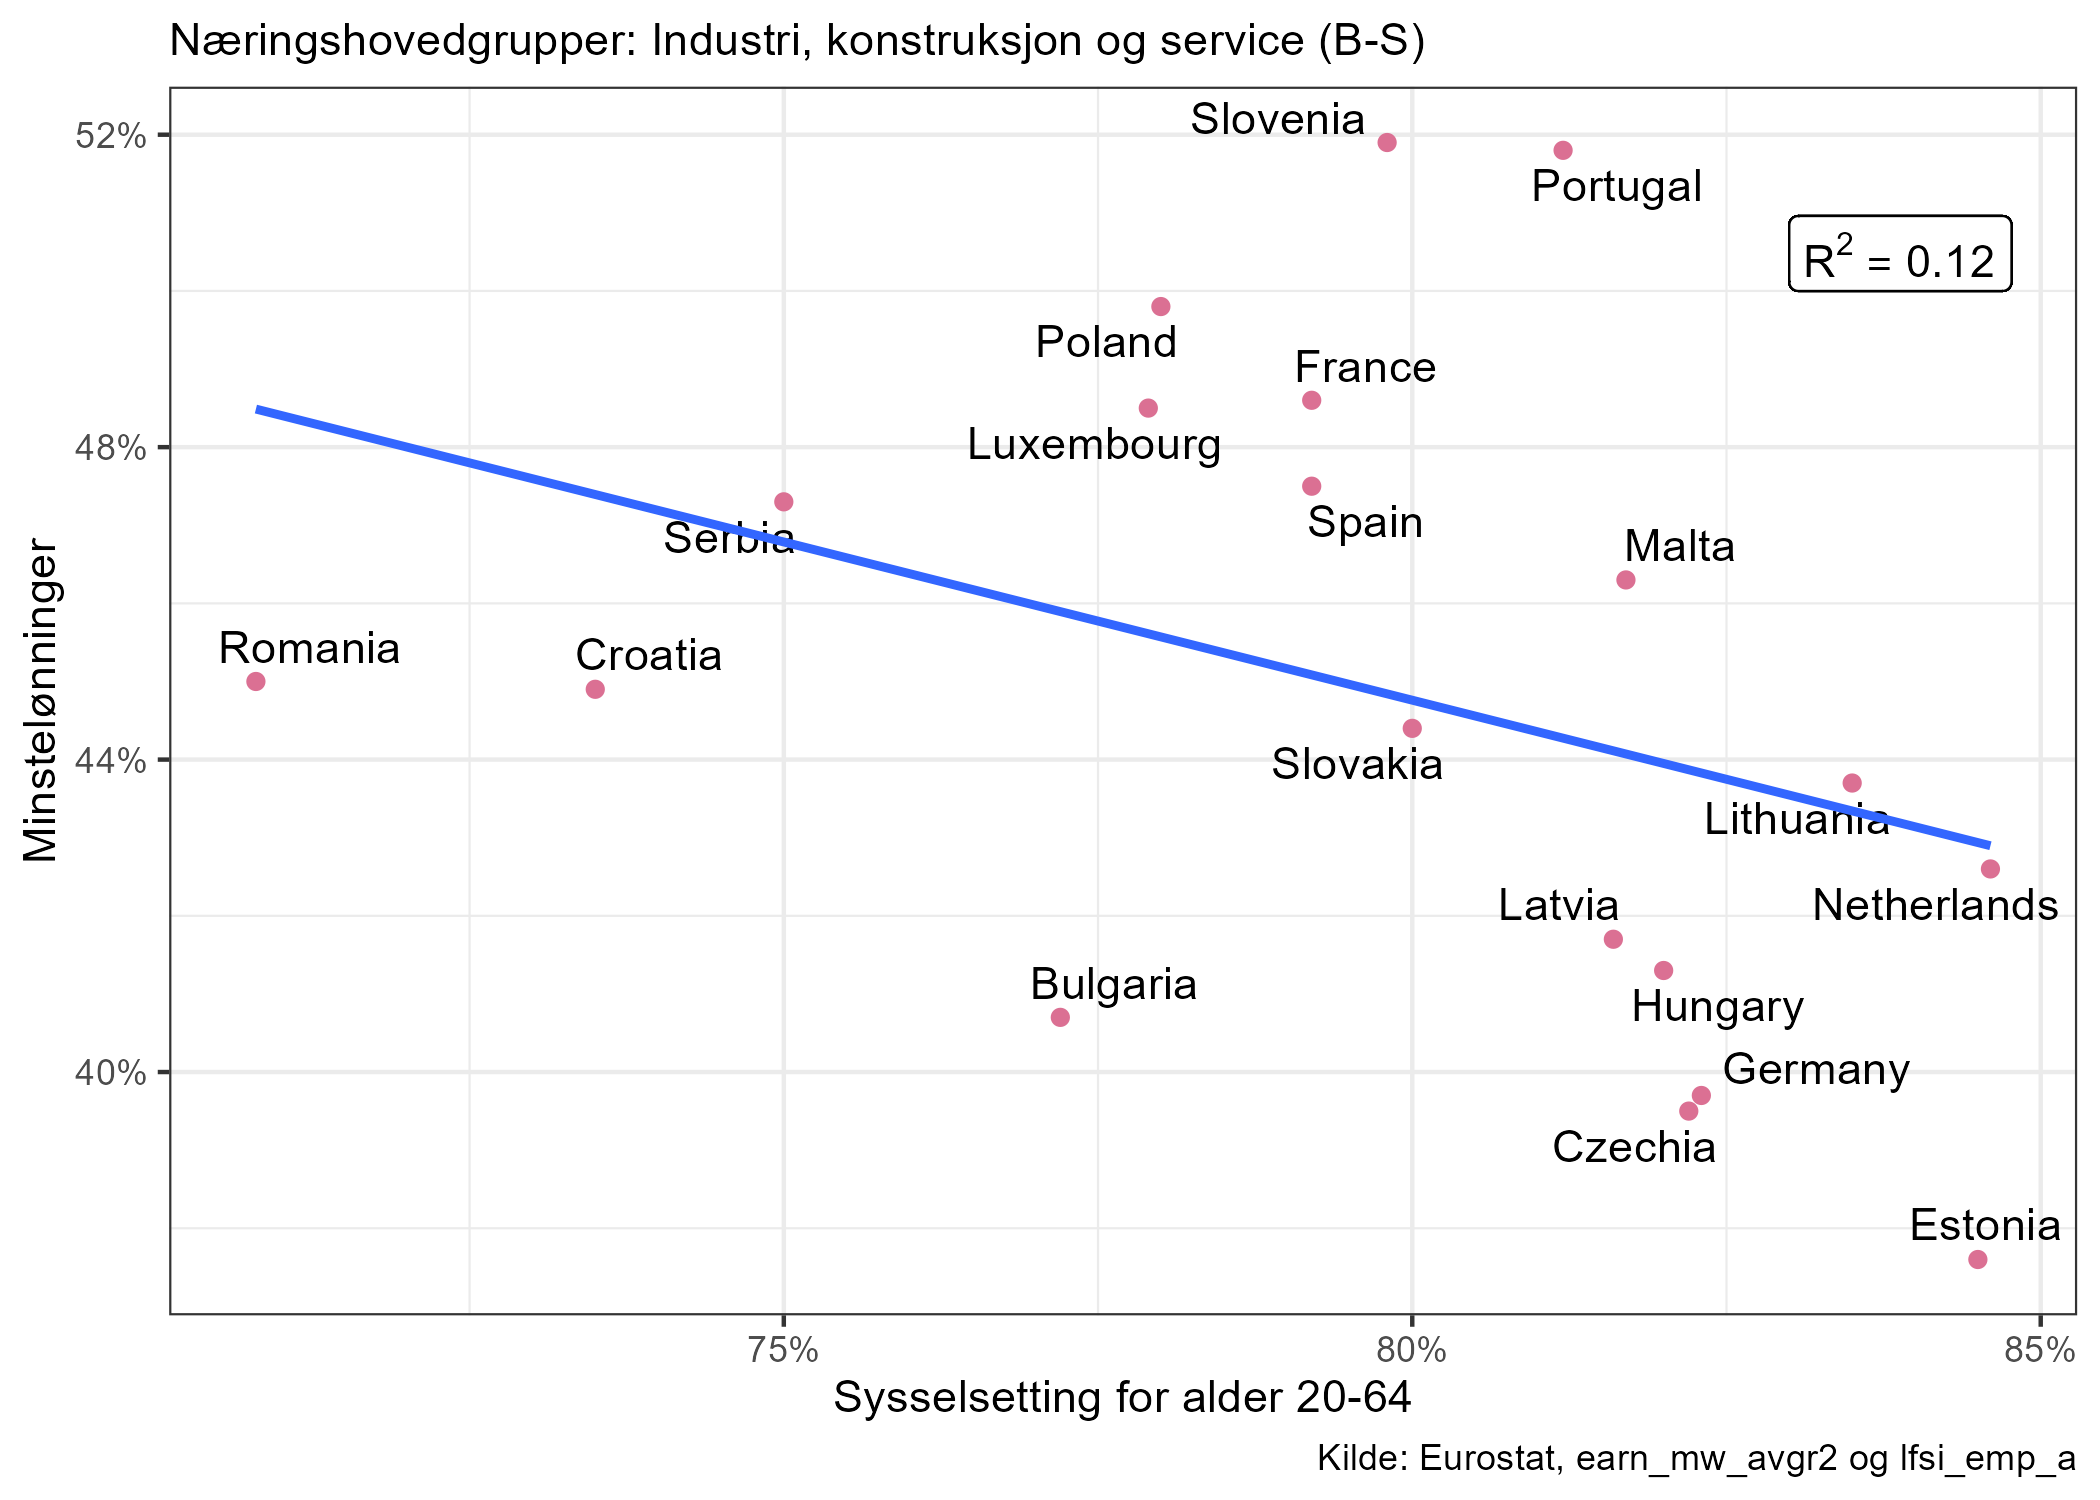 Næringshovedgrupper: Industri, konstruksjon og service (B-S)
52%
48%
44%
40%
Minstelønninger
Slovenia
Portugal
R² = 0.12
Poland
France
Luxembourg
Spain
Serbia
Malta
Romania
Croatia
Slovakia
Lithuania
Latvia
Netherlands
Bulgaria
Hungary
Germany
Czechia
Estonia
75%
80%
85%
Sysselsetting for alder 20-64
Kilde: Eurostat, earn_mw_avgr2 og lfsi_emp_a